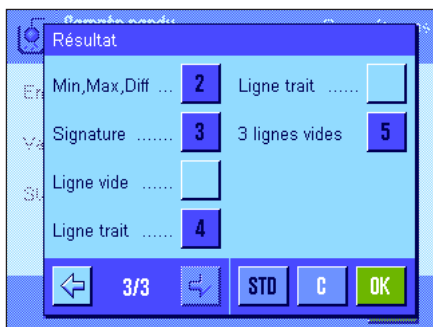 Résultat
Min,Max,Diff ... 2
Signature ....... 3
Ligne vide ......
Ligne trait ...... 4
Ligne trait ......
3 lignes vides 5
3/3
STD
C
OK